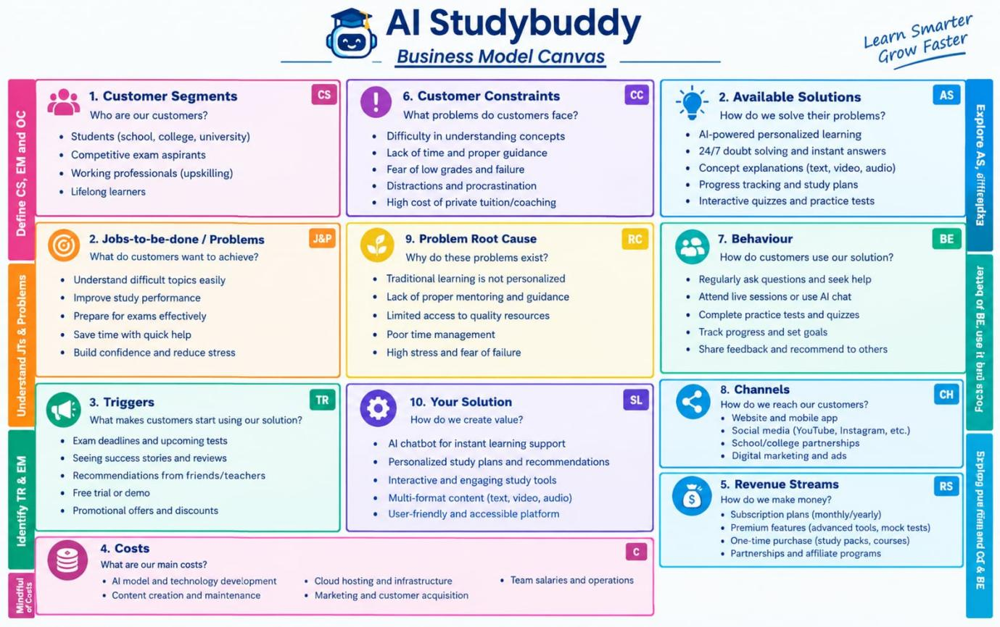 AI Studybuddy
Business Model Canvas
Learn Smarter
Grow Faster
Define CS, EM and OC
1. Customer Segments
CS
Who are our customers?
• Students (school, college, university)
• Competitive exam aspirants
• Working professionals (upskilling)
• Lifelong learners
6. Customer Constraints
CC
What problems do customers face?
• Difficulty in understanding concepts
• Lack of time and proper guidance
• Fear of low grades and failure
• Distractions and procrastination
• High cost of private tuition/coaching
2. Available Solutions
AS
How do we solve their problems?
• AI-powered personalized learning
• 24/7 doubt solving and instant answers
• Concept explanations (text, video, audio)
• Progress tracking and study plans
• Interactive quizzes and practice tests
Explore AS,
Understand JTs & Problems
2. Jobs-to-be-done / Problems
J&P
What do customers want to achieve?
• Understand difficult topics easily
• Improve study performance
• Prepare for exams effectively
• Save time with quick help
• Build confidence and reduce stress
9. Problem Root Cause
RC
Why do these problems exist?
• Traditional learning is not personalized
• Lack of proper mentoring and guidance
• Limited access to quality resources
• Poor time management
• High stress and fear of failure
7. Behaviour
BE
How do customers use our solution?
• Regularly ask questions and seek help
• Attend live sessions or use AI chat
• Complete practice tests and quizzes
• Track progress and set goals
• Share feedback and recommend to others
Identify TR & EM
3. Triggers
TR
What makes customers start using our solution?
• Exam deadlines and upcoming tests
• Seeing success stories and reviews
• Recommendiations from friends/teachers
• Free trial or demo
• Promotional offers and discounts
10. Your Solution
SL
How do we create value?
• AI chatbot for instant learning support
• Personalized study plans and recommendations
• Interactive and engaging study tools
• Multi-format content (text, video, audio)
• User-friendly and accessible platform
8. Channels
CH
How do we reach our customers?
• Website and mobile app
• Social media (YouTube, Instagram, etc.)
• School/college partnerships
• Digital marketing and ads
5. Revenue Streams
RS
How do we make money?
• Subscription plans (monthly/yearly)
• Premium features (advanced tools, mock tests)
• One-time purchase (study packs, courses)
• Partnerships and affiliate programs
& BE
Mindful
of Costs
4. Costs
C
What are our main costs?
• AI model and technology development
• Content creation and maintenance
• Cloud hosting and infrastructure
• Marketing and customer acquisition
• Team salaries and operations